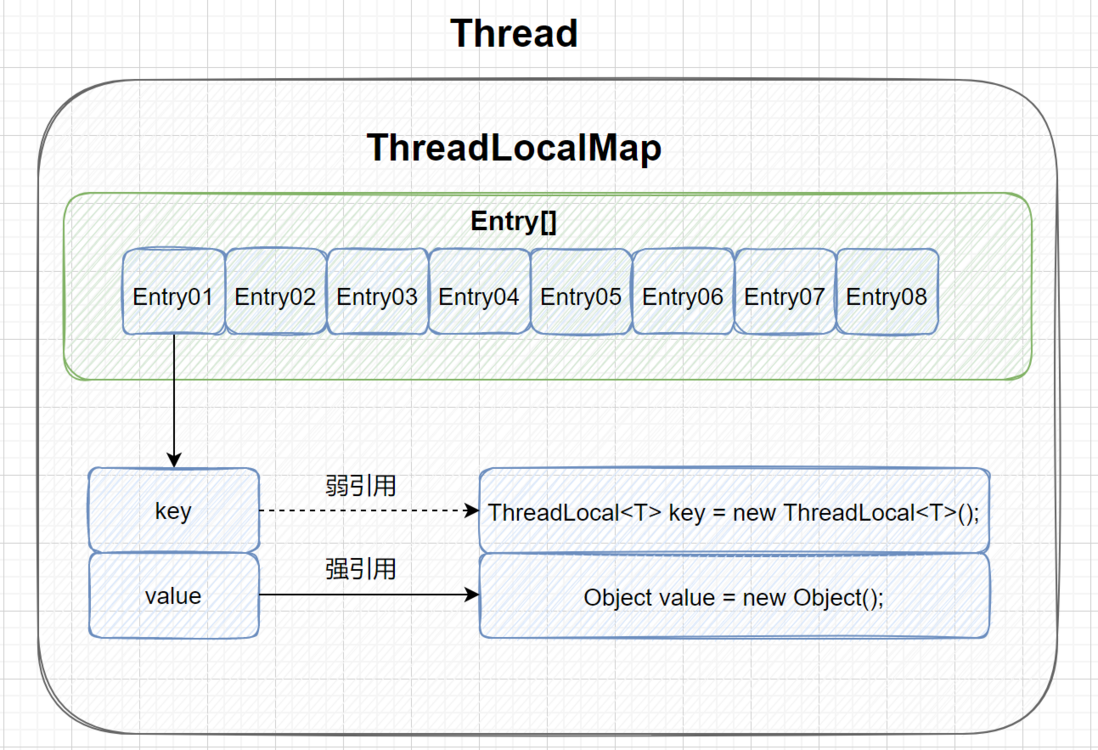 Thread
ThreadLocalMap
Entry[]
Entry01 Entry02 Entry03 Entry04 Entry05 Entry06 Entry07 Entry08
弱引用
key
ThreadLocal<T> key = new ThreadLocal<T>();
强引用
value
Object value = new Object();